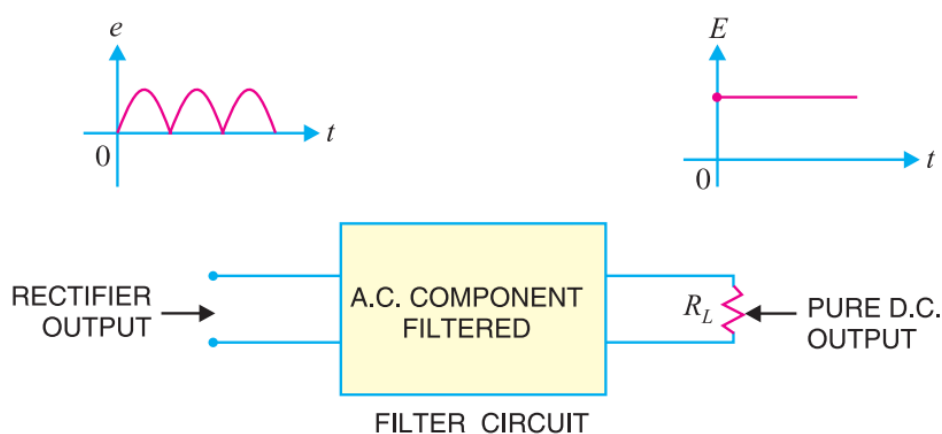 e
t
0
E
t
0
RECTIFIER
OUTPUT
A.C. COMPONENT
FILTERED
R_L
PURE D.C.
OUTPUT
FILTER CIRCUIT